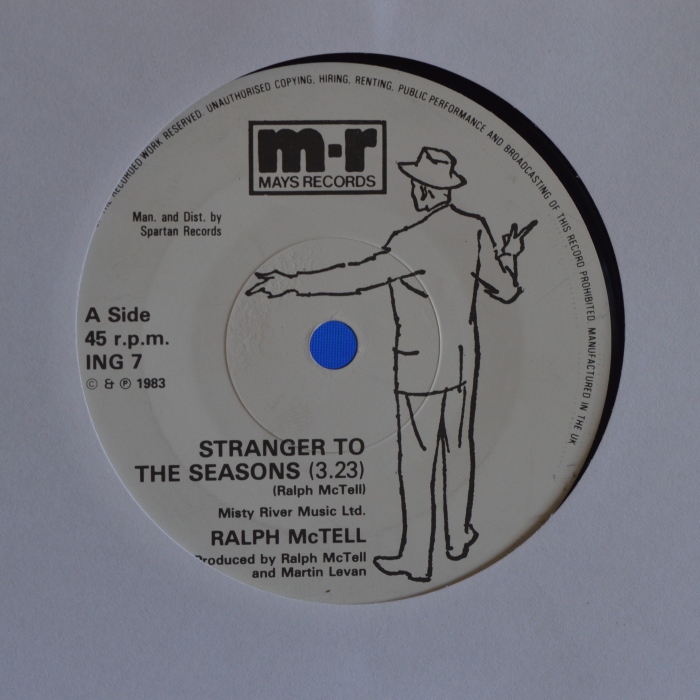 THE RECORDED WORK RESERVED. UNAUTHORISED COPYING, HIRING, RENTING, PUBLIC PERFORMANCE AND BROADCASTING OF THIS RECORD PROHIBITED. MANUFACTURED IN THE UK
m-r
MAYS RECORDS
Man. and Dist. by
Spartan Records
A Side
45 r.p.m.
ING 7
© & ℗ 1983
STRANGER TO
THE SEASONS (3.23)
(Ralph McTell)
Misty River Music Ltd.
RALPH McTELL
Produced by Ralph McTell
and Martin Levan